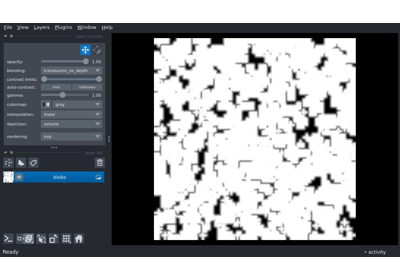 File View Layers Plugins Window Help
opacity: 1.00
blending: translucent_no_depth
contrast limits:
auto-contrast: once continuous
gamma: 1.00
colormap: gray
interpolation: linear
depiction: volume
rendering: mip
blobs
Ready
activity